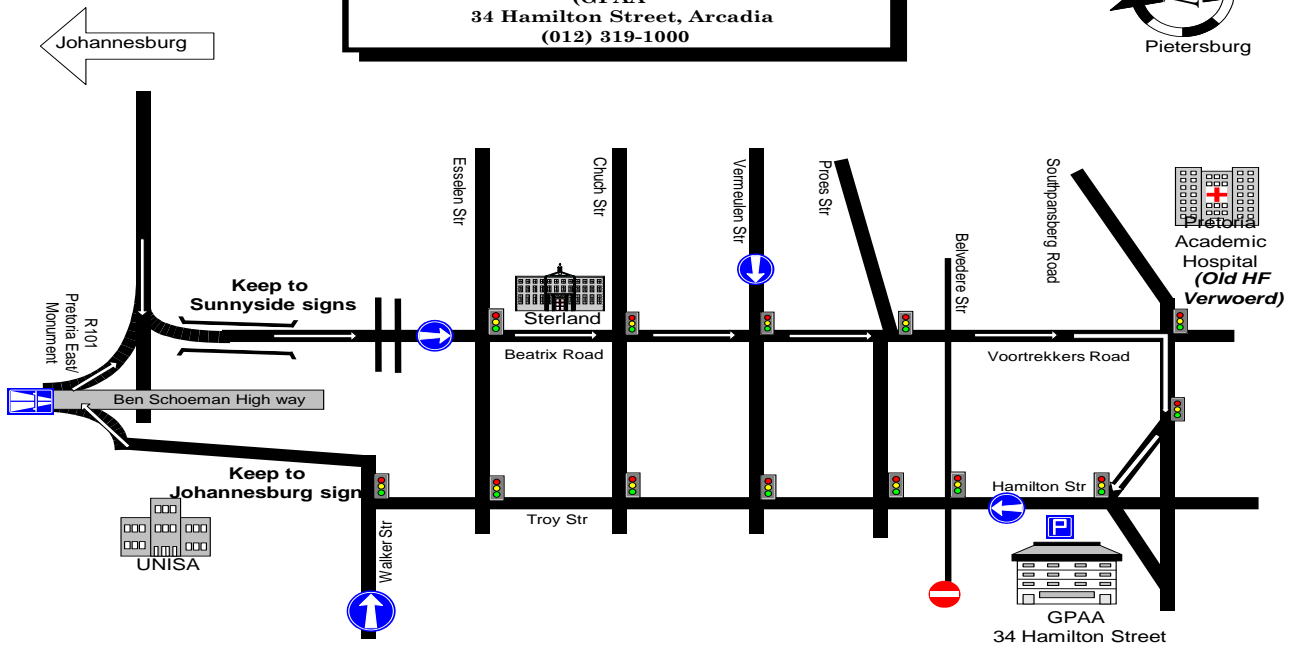 (GPAA
34 Hamilton Street, Arcadia
(012) 319-1000
Johannesburg
Pietersburg
Esselen Str
Chuch Str
Vermeulen Str
Proes Str
Belvedere Str
Southpansberg Road
Pretoria
Academic
Hospital
(Old HF
Verwoerd)
Keep to
Sunnyside signs
R101
Pretoria East/
Monument
Sterland
Beatrix Road
Voortrekkers Road
Ben Schoeman High way
Keep to
Johannesburg sign
Hamilton Str
Troy Str
P
UNISA
Walker Str
GPAA
34 Hamilton Street